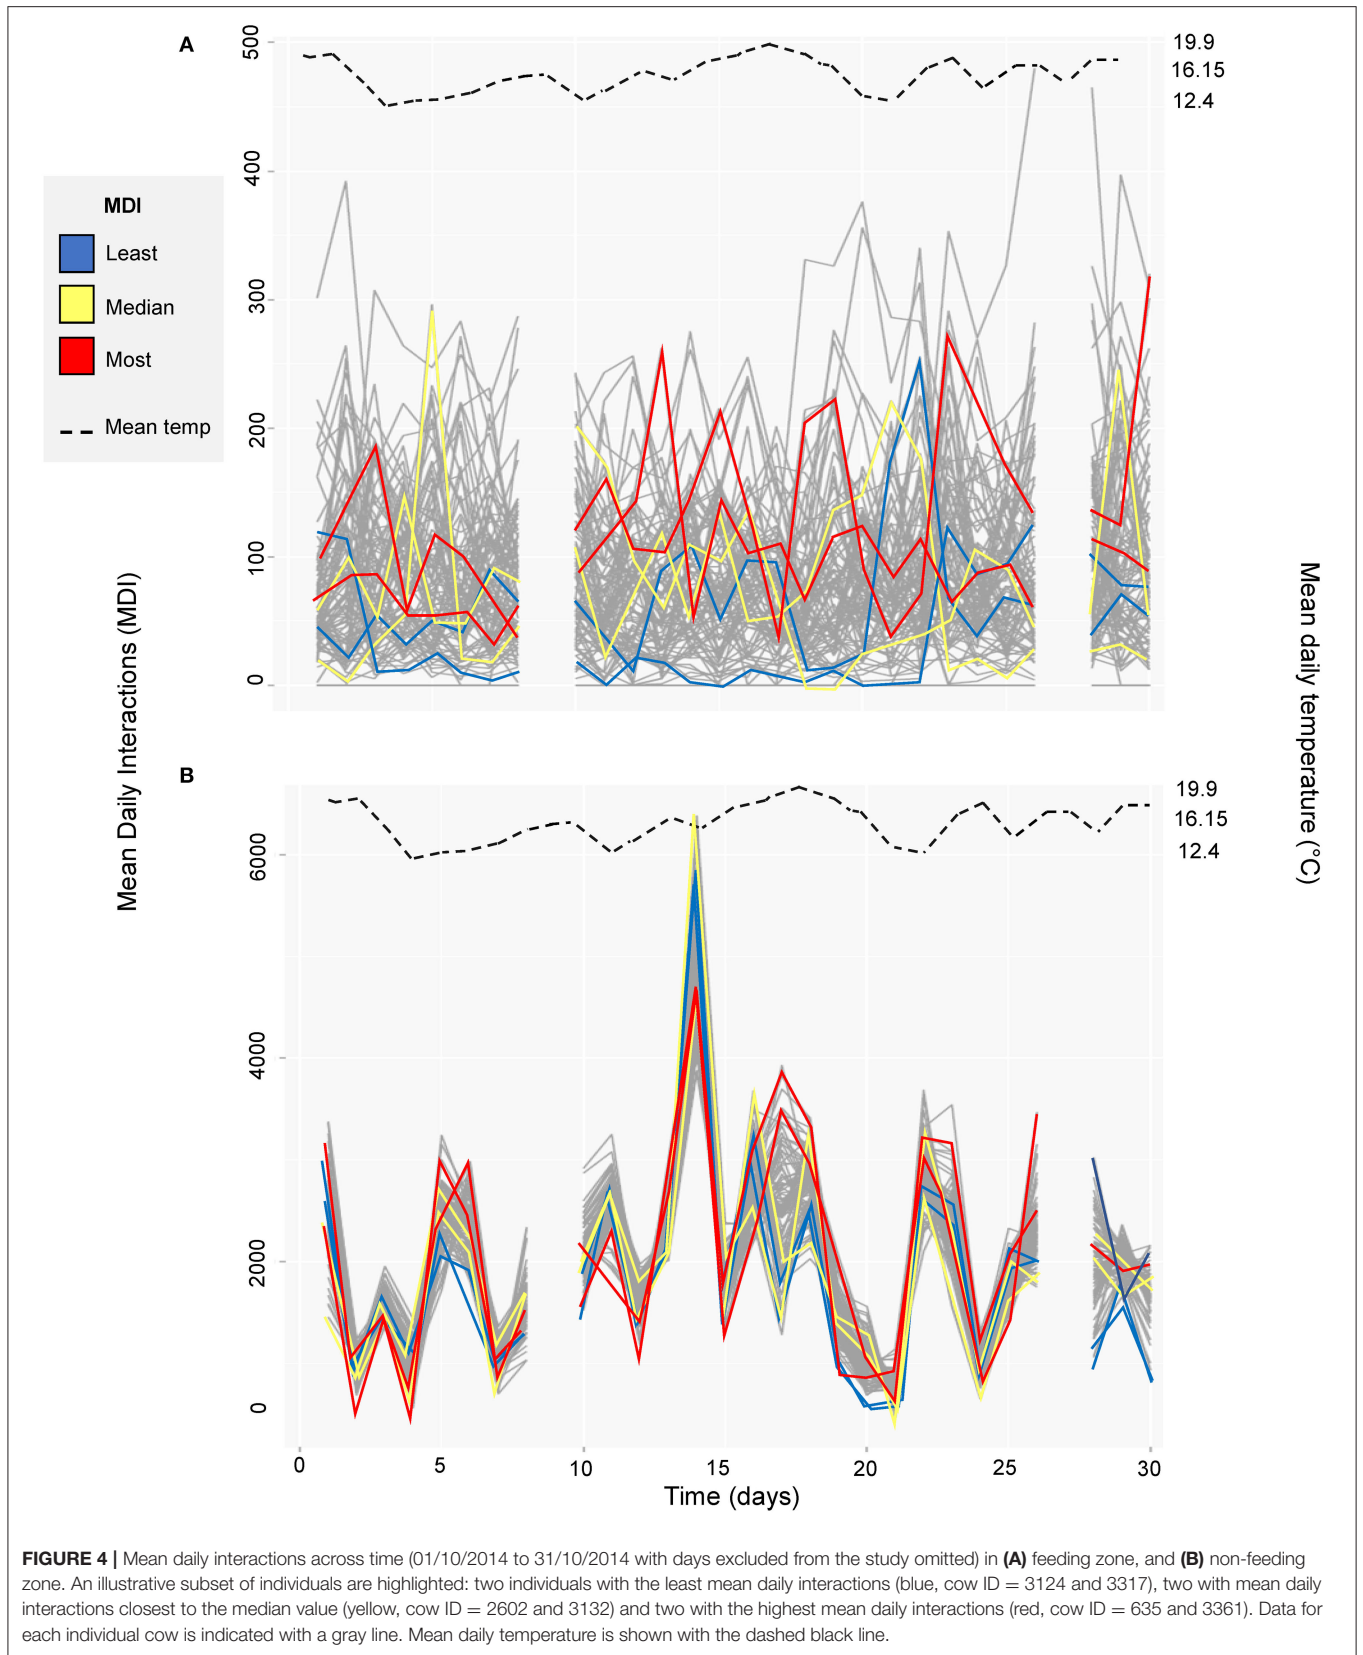 A
500
400
300
200
100
0
19.9
16.15
12.4
MDI
Least
Median
Most
Mean temp
Mean Daily Interactions (MDI)
Mean daily temperature (°C)
B
6000
4000
2000
0
19.9
16.15
12.4
0 5 10 15 20 25 30
Time (days)
FIGURE 4 | Mean daily interactions across time (01/10/2014 to 31/10/2014 with days excluded from the study omitted) in (A) feeding zone, and (B) non-feeding
zone. An illustrative subset of individuals are highlighted: two individuals with the least mean daily interactions (blue, cow ID = 3124 and 3317), two with mean daily
interactions closest to the median value (yellow, cow ID = 2602 and 3132) and two with the highest mean daily interactions (red, cow ID = 635 and 3361). Data for
each individual cow is indicated with a gray line. Mean daily temperature is shown with the dashed black line.